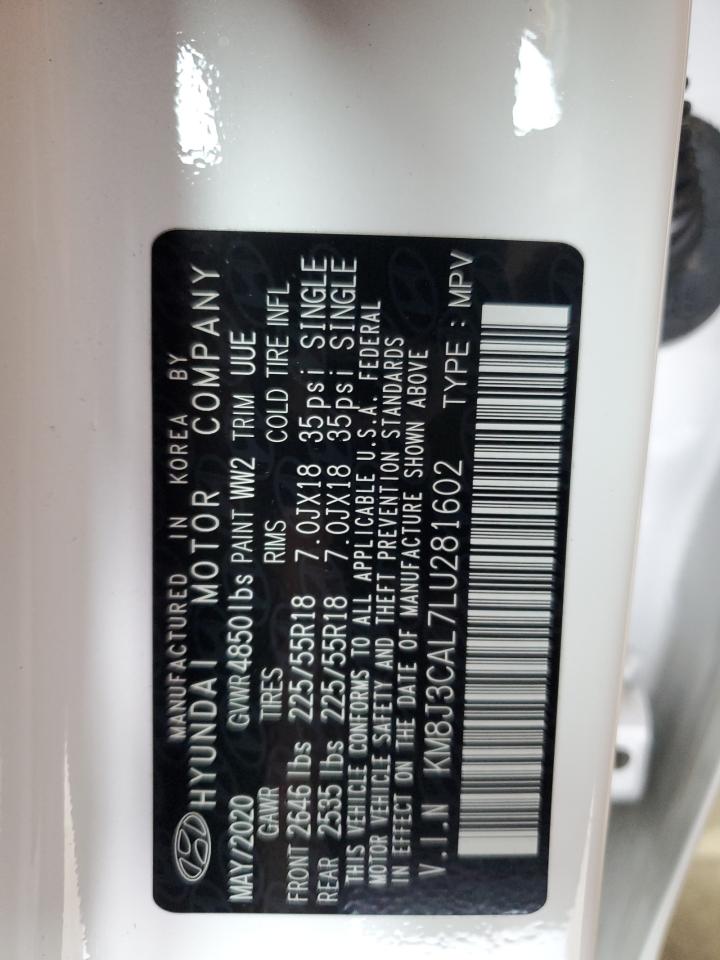 MANUFACTURED IN KOREA BY
HYUNDAI MOTOR COMPANY
MAY/2020 GVWR 4850lbs PAINT WW2 TRIM UUE
GAWR TIRES RIMS COLD TIRE INFL
FRONT 2646 lbs 225/55R18 7.0JX18 35psi SINGLE
REAR 2535 lbs 225/55R18 7.0JX18 35psi SINGLE
THIS VEHICLE CONFORMS TO ALL APPLICABLE U.S.A. FEDERAL
MOTOR VEHICLE SAFETY AND THEFT PREVENTION STANDARDS
IN EFFECT ON THE DATE OF MANUFACTURE SHOWN ABOVE
V.I.N KM8J3CAL7LU281602 TYPE : MPV